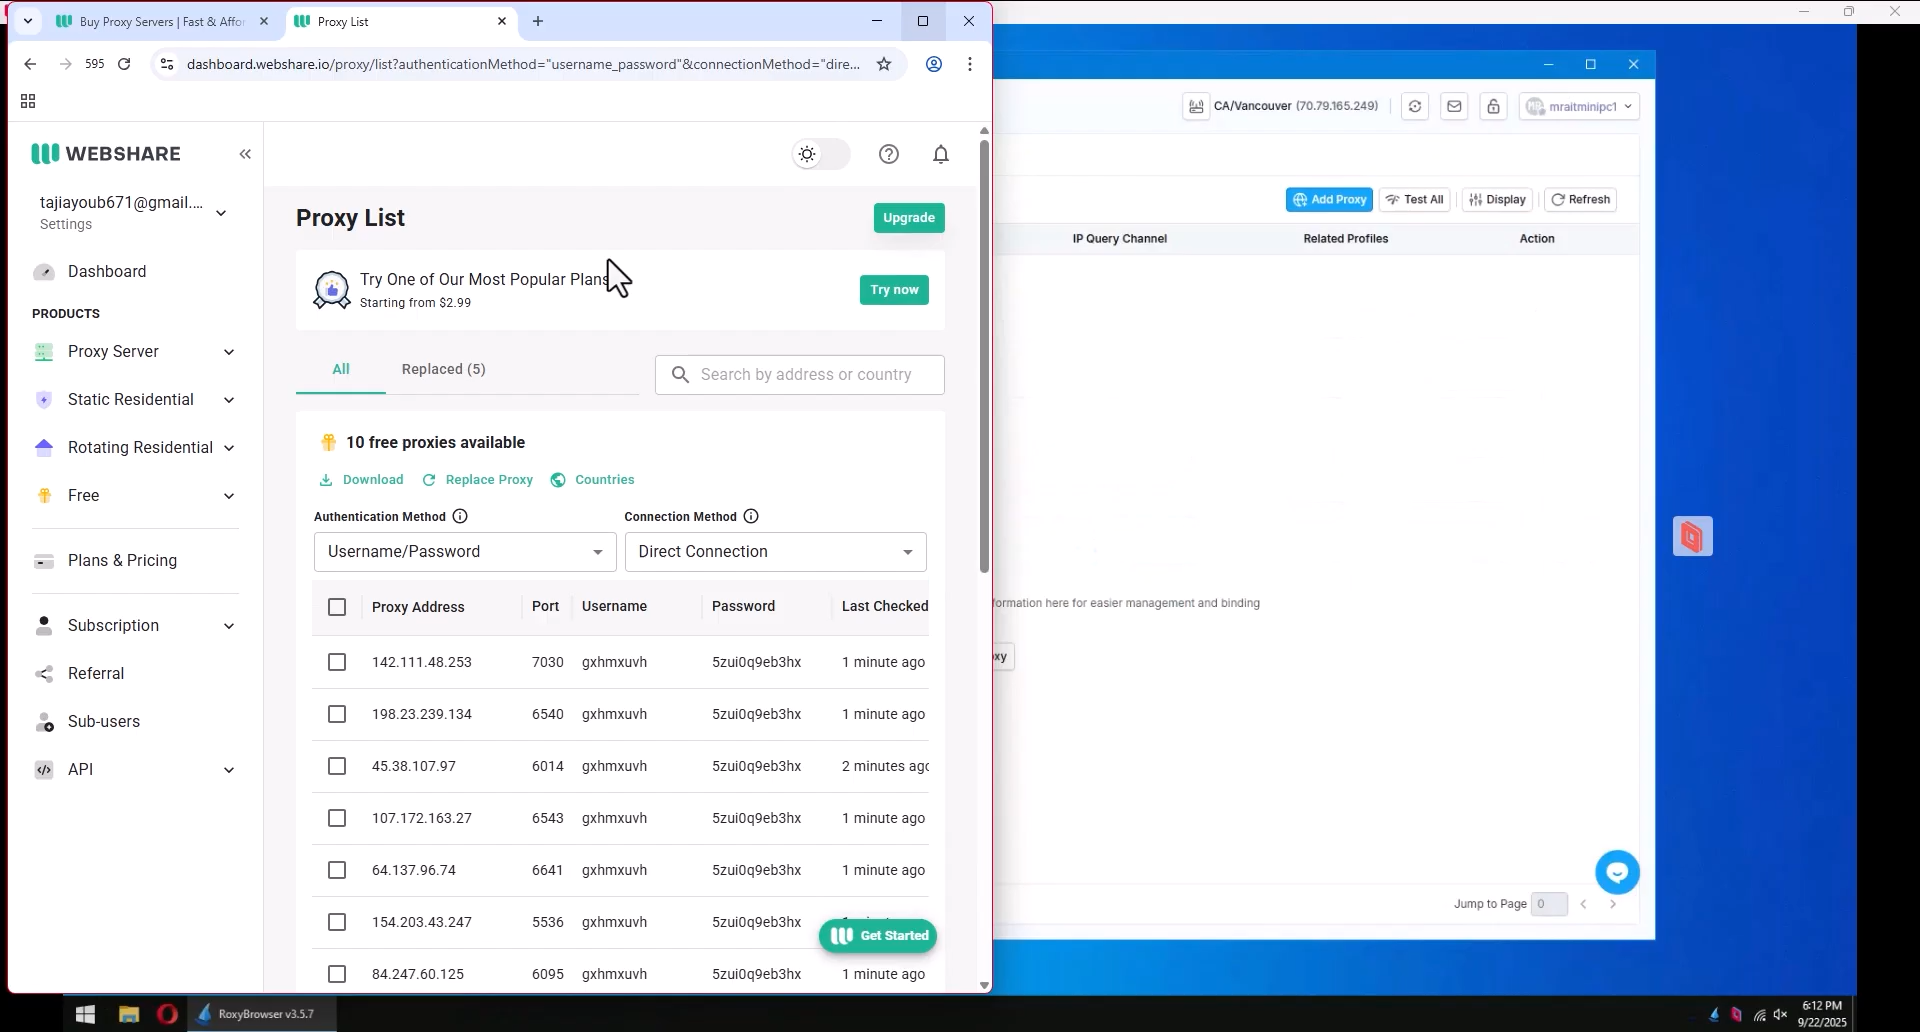 Buy Proxy Servers | Fast & Affor
Proxy List
595
dashboard.webshare.io/proxy/list?authenticationMethod="username_password"&connectionMethod="dire...
WEBSHARE
tajiayoub671@gmail....
Settings
Dashboard
PRODUCTS
Proxy Server
Static Residential
Rotating Residential
Free
Plans & Pricing
Subscription
Referral
Sub-users
API
Proxy List
Upgrade
Try One of Our Most Popular Plans
Starting from $2.99
Try now
All
Replaced (5)
Search by address or country
10 free proxies available
Download
Replace Proxy
Countries
Authentication Method
Connection Method
Username/Password
Direct Connection
Proxy Address Port Username Password Last Checked
142.111.48.253 7030 gxhmxuvh 5zui0q9eb3hx 1 minute ago
198.23.239.134 6540 gxhmxuvh 5zui0q9eb3hx 1 minute ago
45.38.107.97 6014 gxhmxuvh 5zui0q9eb3hx 2 minutes ago
107.172.163.27 6543 gxhmxuvh 5zui0q9eb3hx 1 minute ago
64.137.96.74 6641 gxhmxuvh 5zui0q9eb3hx 1 minute ago
154.203.43.247 5536 gxhmxuvh 5zui0q9eb3hx
84.247.60.125 6095 gxhmxuvh 5zui0q9eb3hx 1 minute ago
Get Started
CA/Vancouver (70.79.165.249)
mraitminipc1
Add Proxy
Test All
Display
Refresh
IP Query Channel Related Profiles Action
formation here for easier management and binding
xy
Jump to Page 0
RoxyBrowser v3.5.7
6:12 PM
9/22/2025